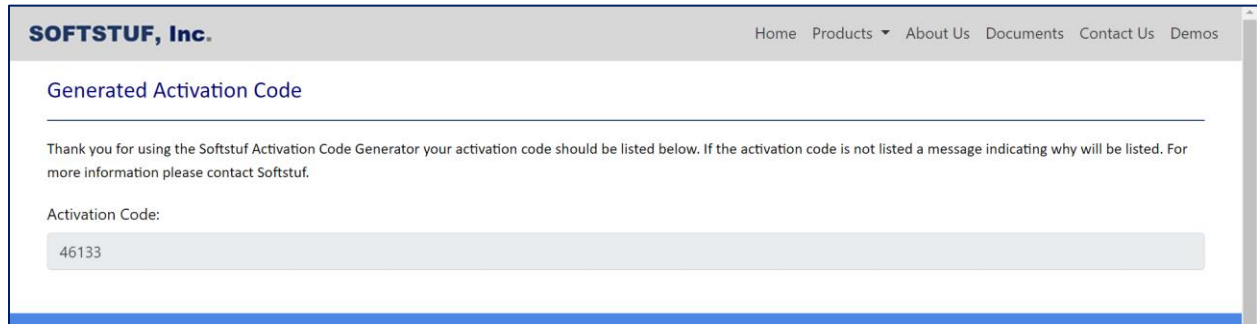 SOFTSTUF, Inc.
Home Products About Us Documents Contact Us Demos
Generated Activation Code
Thank you for using the Softstuf Activation Code Generator your activation code should be listed below. If the activation code is not listed a message indicating why will be listed. For
more information please contact Softstuf.
Activation Code:
46133